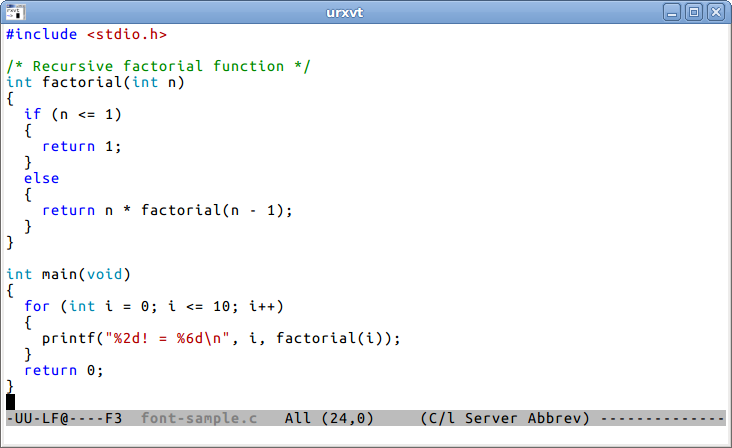 urxvt
#include <stdio.h>

/* Recursive factorial function */
int factorial(int n)
{
  if (n <= 1)
  {
    return 1;
  }
  else
  {
    return n * factorial(n - 1);
  }
}

int main(void)
{
  for (int i = 0; i <= 10; i++)
  {
    printf("%2d! = %6d\n", i, factorial(i));
  }
  return 0;
}
-UU-LF@----F3  font-sample.c   All (24,0)     (C/l Server Abbrev) --------------